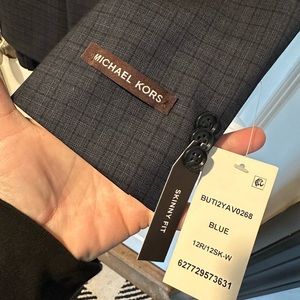 MICHAEL KORS
SKINNY FIT
BUTI2YAV0268
BLUE
12R/12SK-W
627729573631